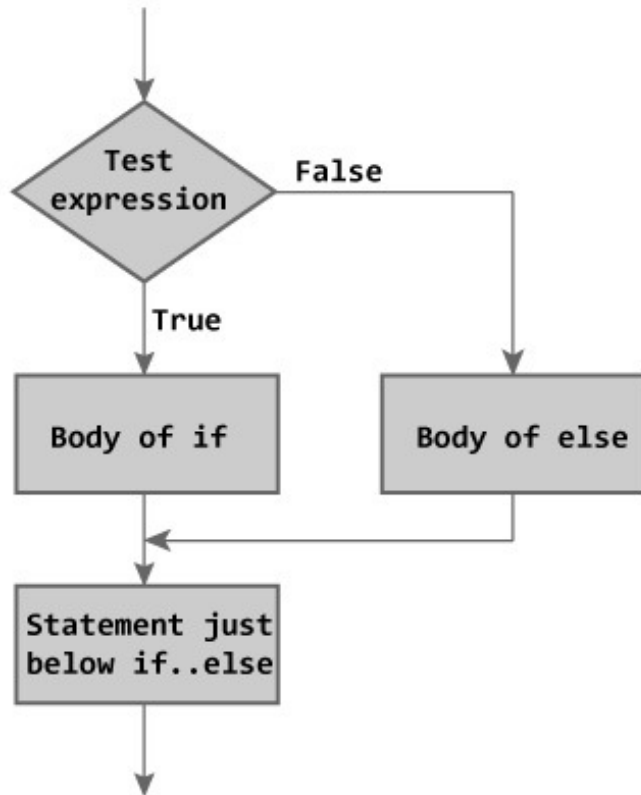 Test
expression
False
True
Body of if
Body of else
Statement just
below if..else